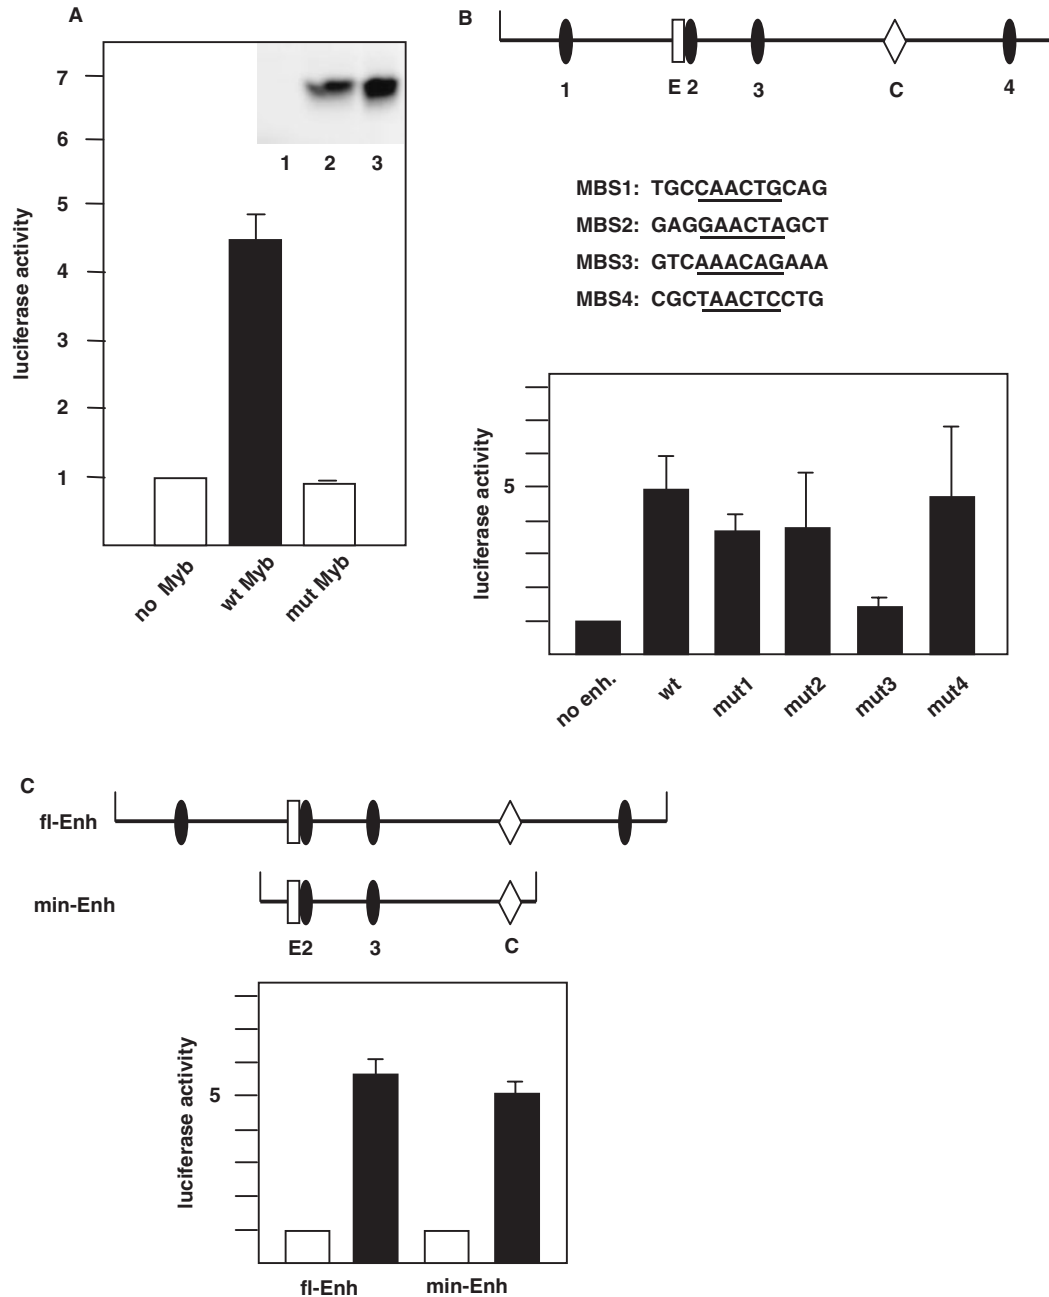 A
luciferase activity
7
6
5
4
3
2
1
1 2 3
no Myb
wt Myb
mut Myb
B
1 E 2 3 C 4
MBS1: TGCCAACTGCAG
MBS2: GAGGAACTAGCT
MBS3: GTCAAACAGAAA
MBS4: CGCTAACTCCTG
luciferase activity
5
no enh.
wt
mut1
mut2
mut3
mut4
C
fl-Enh
min-Enh
E2 3 C
luciferase activity
5
fl-Enh min-Enh